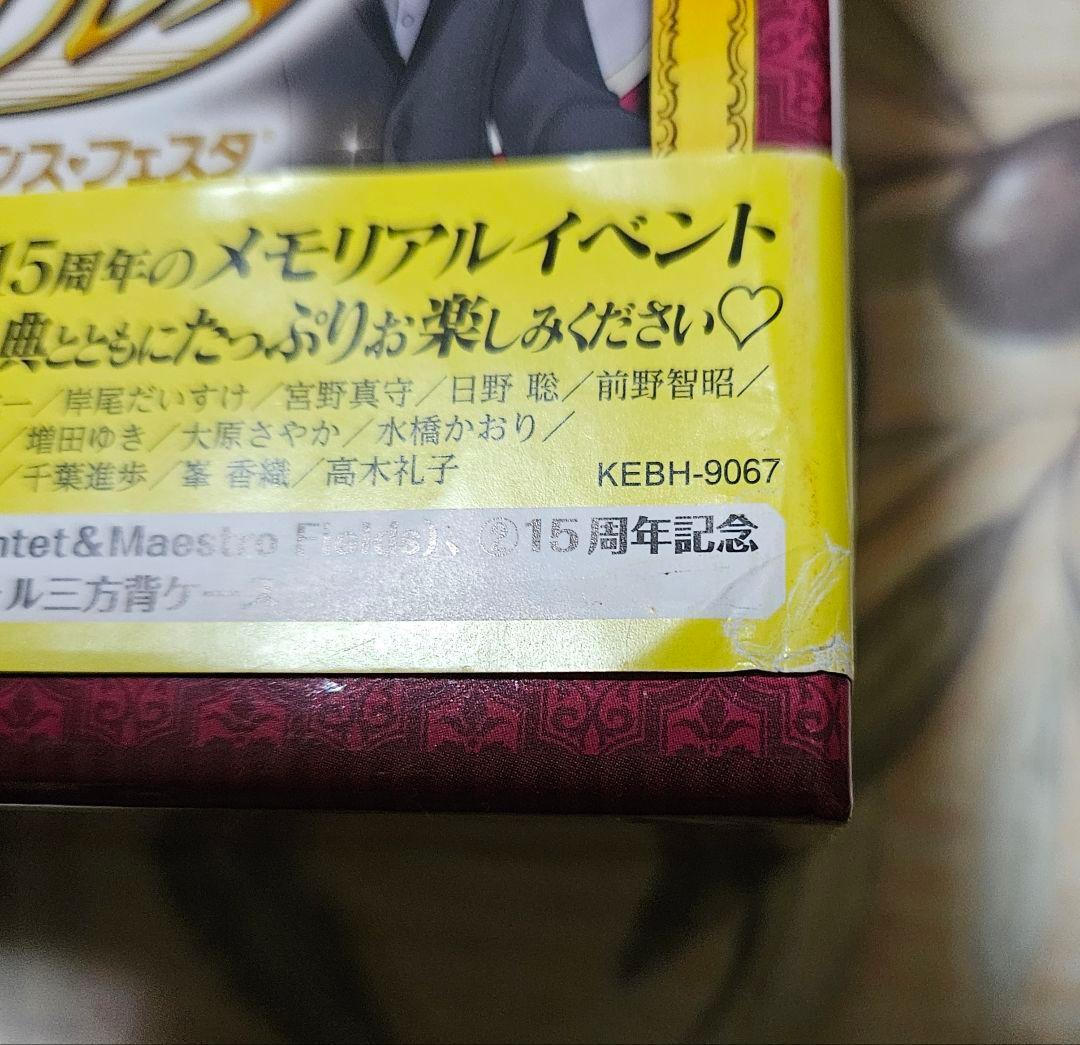 ンス・フェスタ
15周年のメモリアルイベント
典とともにたっぷりお楽しみください♡
ー／岸尾だいすけ／宮野真守／日野 聡／前野智昭／
／増田ゆき／大原さやか／水橋かおり／
／千葉進歩／峯 香織／高木礼子
KEBH-9067
ntet&Maestro Fields】、②15周年記念
ール三方背ケース